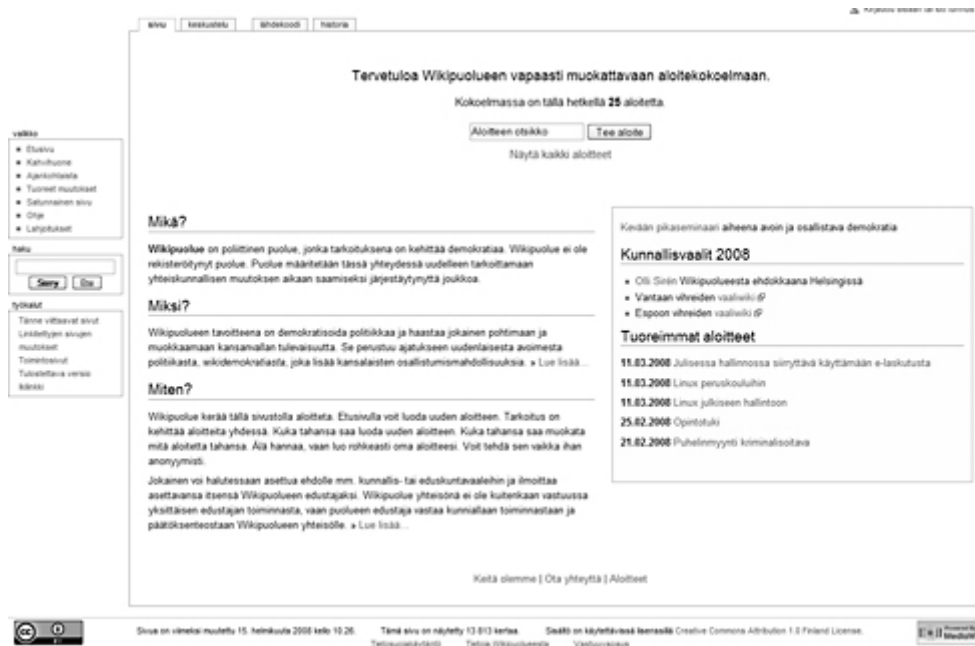 sivu
keskustelu
lähdekoodi
historia
Tervetuloa Wikipuolueen vapaasti muokattavaan aloitekokoelmaan.
Kokoelmassa on tällä hetkellä 25 aloitetta.
Aloitteen otsikko
Tee aloite
Näytä kaikki aloitteet
valikko
Etusivu
Kahvihuone
Ajankohtaista
Tuoreet muutokset
Satunnainen sivu
Ohje
Lahjoitukset
haku
Siirry
Etsi
työkalut
Tänne viittaavat sivut
Linkitettyjen sivujen
muutokset
Toimintosivut
Tulostettava versio
Ikilinkki
Mikä?
Wikipuolue on poliittinen puolue, jonka tarkoituksena on kehittää demokratiaa. Wikipuolue ei ole
rekisteröitynyt puolue. Puolue määritetään tässä yhteydessä uudelleen tarkoittamaan
yhteiskunnallisen muutoksen aikaan saamiseksi järjestäytynyttä joukkoa.
Miksi?
Wikipuolueen tavoitteena on demokratisoida politiikkaa ja haastaa jokainen pohtimaan ja
muokkaamaan kansamvallan tulevaisuutta. Se perustuu ajatukseen uudenlaisesta avoimesta
politiikasta, wikidemokratiasta, joka lisää kansalaisten osallistumismahdollisuuksia. » Lue lisää...
Miten?
Wikipuolue kerää tällä sivustolla aloitteita. Etusivulla voit luoda uuden aloitteen. Tarkoitus on
kehittää aloitteita yhdessä. Kuka tahansa saa luoda uuden aloitteen. Kuka tahansa saa muokata
mitä aloitetta tahansa. Älä hannaa, vaan luo rohkeasti oma aloitteesi. Voit tehdä sen vaikka ihan
anonyymisti.
Jokainen voi halutessaan asettua ehdolle mm. kunnallis- tai eduskuntavaaleihin ja ilmoittaa
asettavansa itsensä Wikipuolueen edustajaksi. Wikipuolue yhteisönä ei ole kuitenkaan vastuussa
yksittäisen edustajan toiminnasta, vaan puolueen edustaja vastaa kunniallaan toiminnastaan ja
päätöksenteostaan Wikipuolueen yhteisölle. » Lue lisää...
Kevään pikaseminaari aiheena avoin ja osallistava demokratia
Kunnallisvaalit 2008
Olli Sirén Wikipuolueesta ehdokkaana Helsingissä
Vantaan vihreiden vaaliwiki
Espoon vihreiden vaaliwiki
Tuoreimmat aloitteet
11.03.2008 Julisessa hallinnossa siirryttävä käyttämään e-laskutusta
11.03.2008 Linux peruskouluihin
11.03.2008 Linux julkiseen hallintoon
25.02.2008 Opintotuki
21.02.2008 Puhelinmyynti kriminalisoitava
Keitä olemme | Ota yhteyttä | Aloitteet
Sivua on viimeksi muutettu 15. helmikuuta 2008 kello 10.26.
Tämä sivu on näytetty 13 813 kertaa.
Sisältö on käytettävissä lisenssillä Creative Commons Attribution 1.0 Finland License.
Tietosuojakäytäntö
Tietoja Wikipuolueesta
Vastuuvapaus